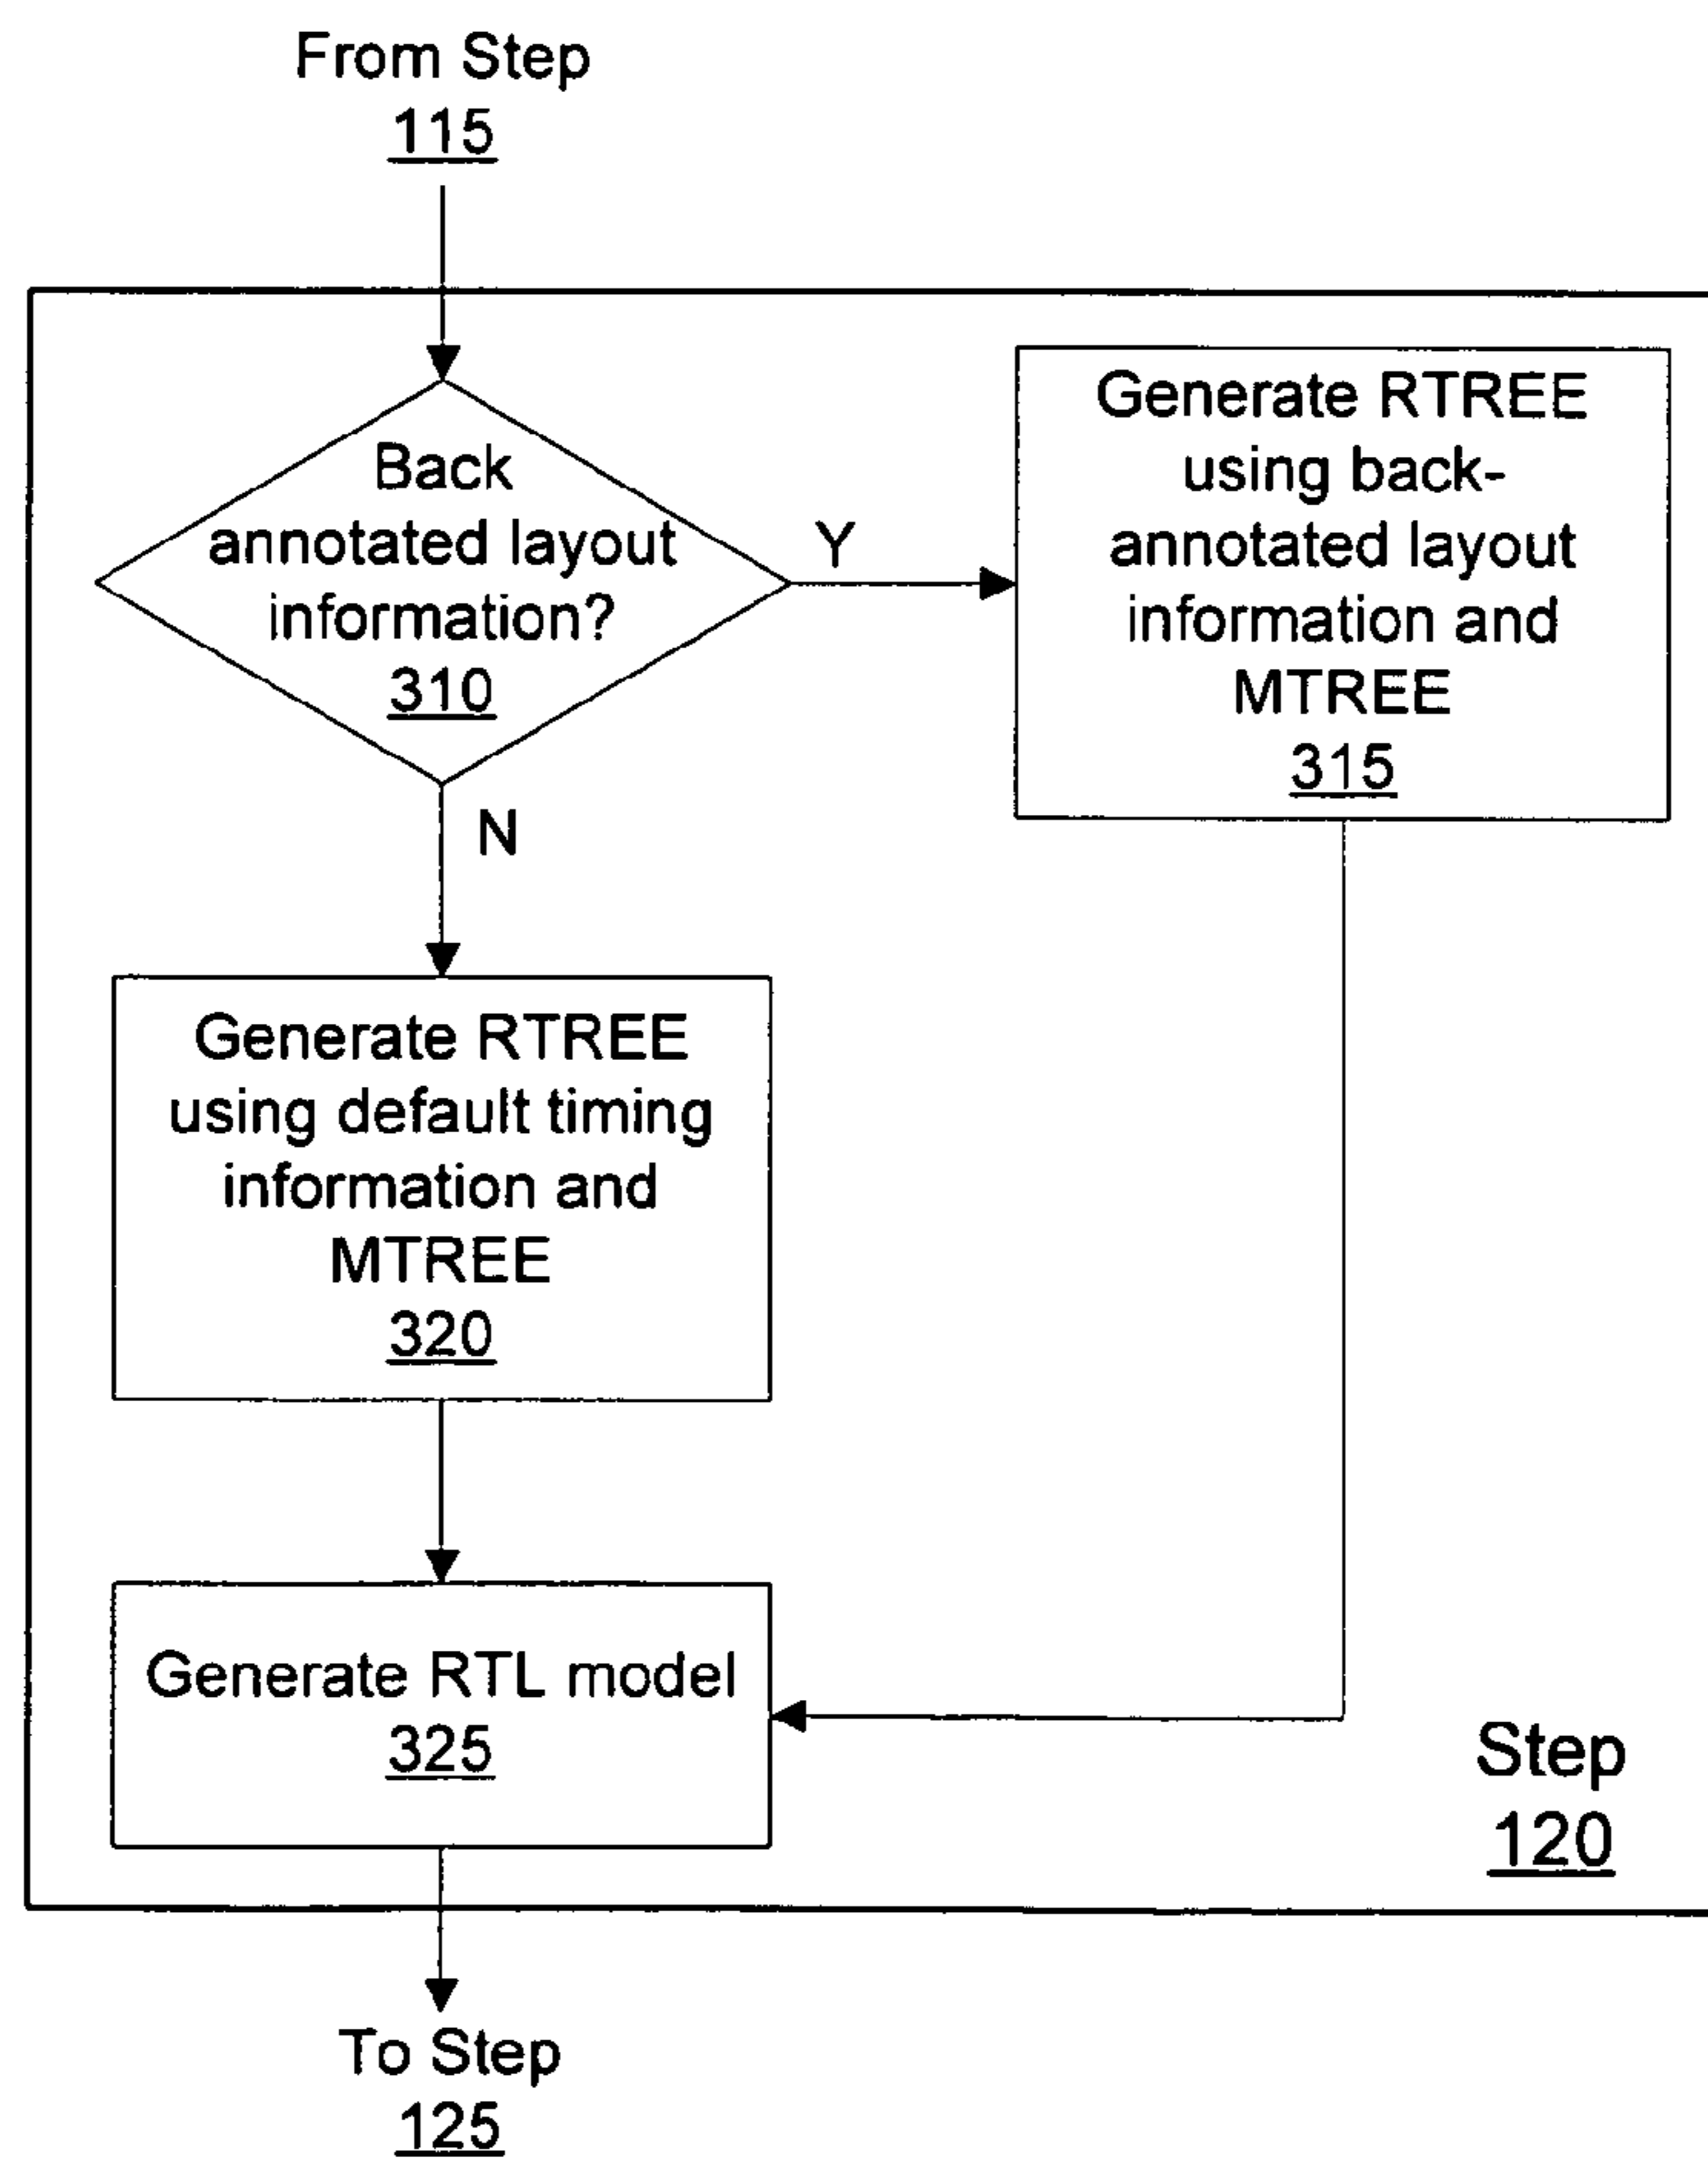 From Step
115
Back
annotated layout
information?
310
Y
Generate RTREE
using back-
annotated layout
information and
MTREE
315
N
Generate RTREE
using default timing
information and
MTREE
320
Generate RTL model
325
Step
120
To Step
125